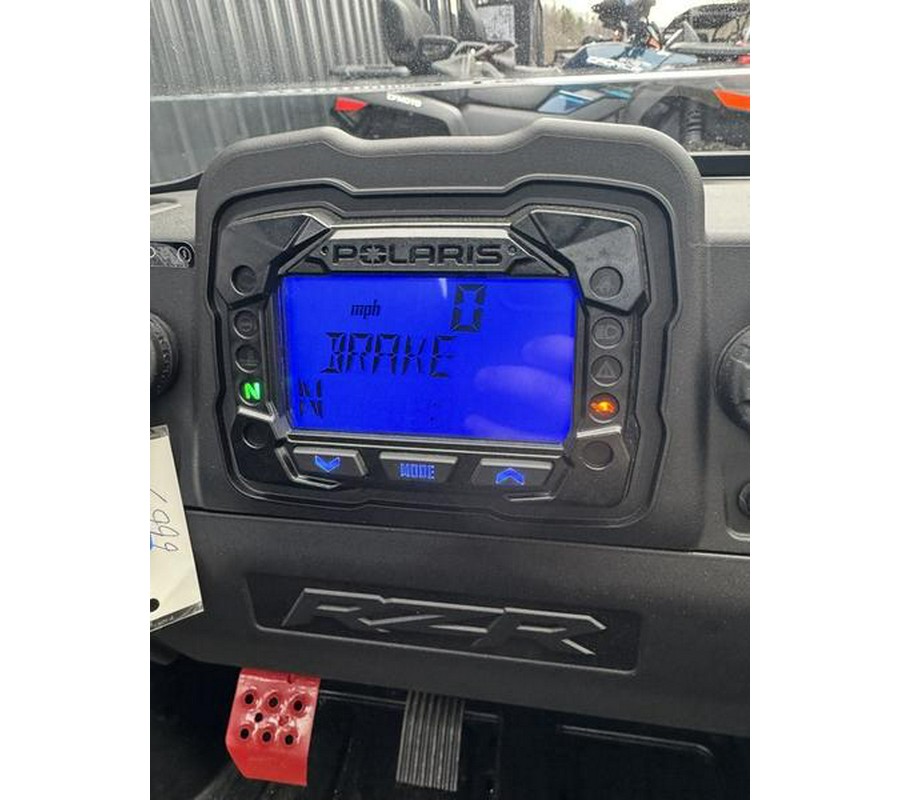 POLARIS
mph 0
BRAKE
N
N
MODE
RZR